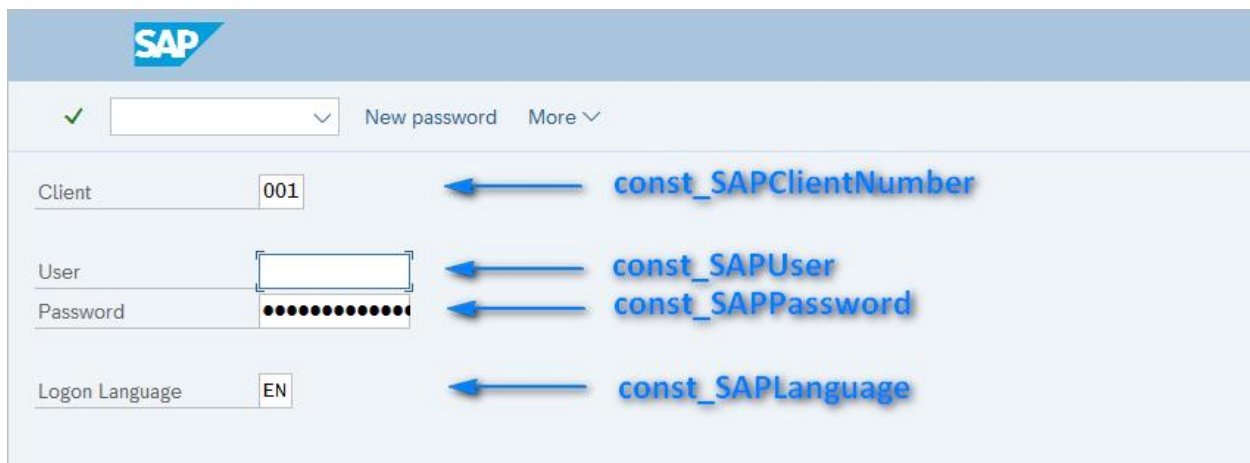 SAP
New password More
Client 001 const_SAPClientNumber
User const_SAPUser
Password const_SAPPassword
Logon Language EN const_SAPLanguage